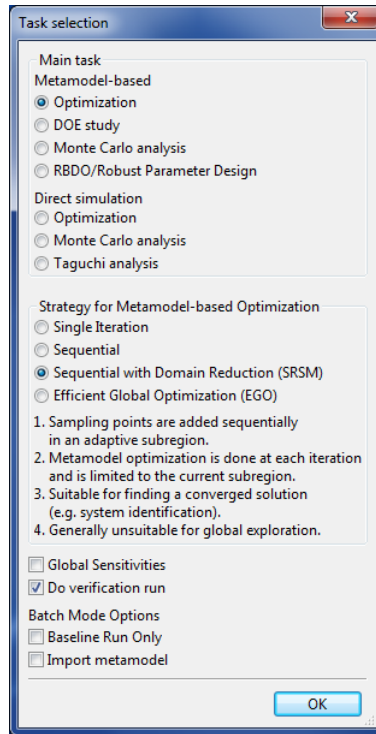 Task selection
Main task
Metamodel-based
Optimization
DOE study
Monte Carlo analysis
RBDO/Robust Parameter Design
Direct simulation
Optimization
Monte Carlo analysis
Taguchi analysis
Strategy for Metamodel-based Optimization
Single Iteration
Sequential
Sequential with Domain Reduction (SRSM)
Efficient Global Optimization (EGO)
1. Sampling points are added sequentially
in an adaptive subregion.
2. Metamodel optimization is done at each iteration
and is limited to the current subregion.
3. Suitable for finding a converged solution
(e.g. system identification).
4. Generally unsuitable for global exploration.
Global Sensitivities
Do verification run
Batch Mode Options
Baseline Run Only
Import metamodel
OK